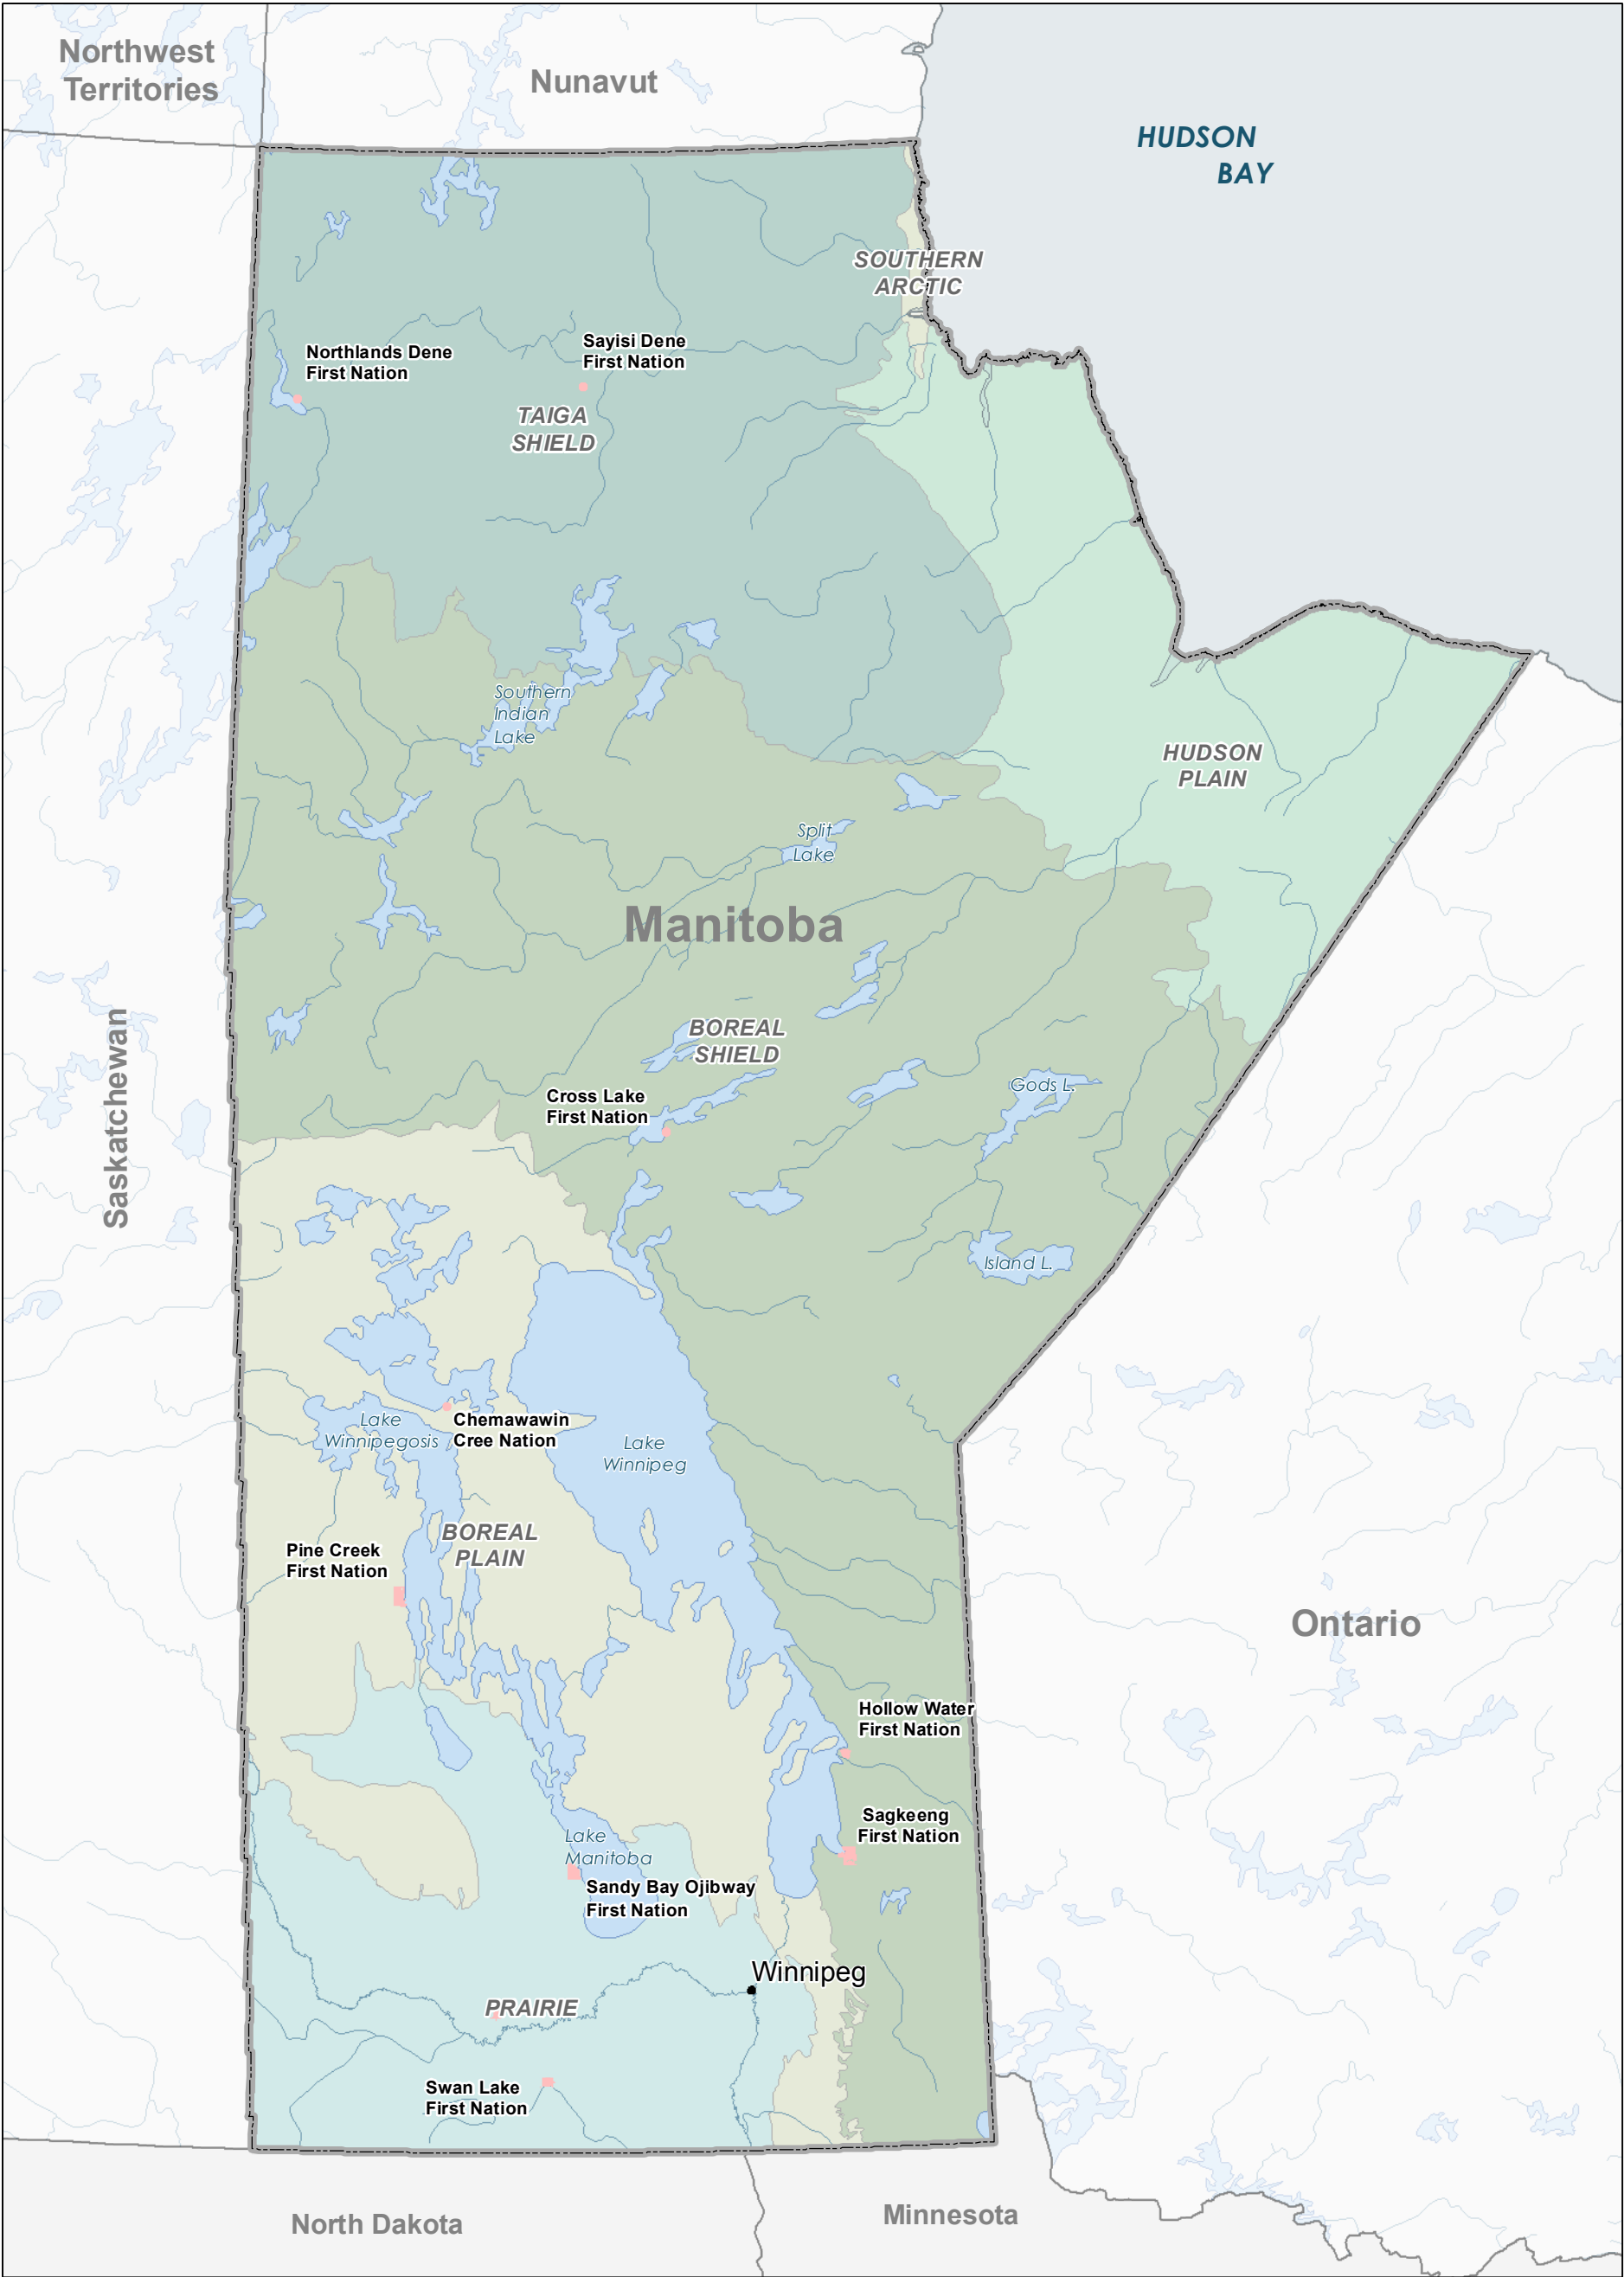 Northwest
Territories
Nunavut
HUDSON
BAY
SOUTHERN
ARCTIC
Northlands Dene
First Nation
Sayisi Dene
First Nation
TAIGA
SHIELD
Southern
Indian
Lake
HUDSON
PLAIN
Split
Lake
Manitoba
BOREAL
SHIELD
Saskatchewan
Cross Lake
First Nation
Gods L.
Island L.
Lake
Winnipegosis
Chemawawin
Cree Nation
Lake
Winnipeg
BOREAL
PLAIN
Pine Creek
First Nation
Ontario
Hollow Water
First Nation
Sagkeeng
First Nation
Lake
Manitoba
Sandy Bay Ojibway
First Nation
Winnipeg
PRAIRIE
Swan Lake
First Nation
North Dakota
Minnesota